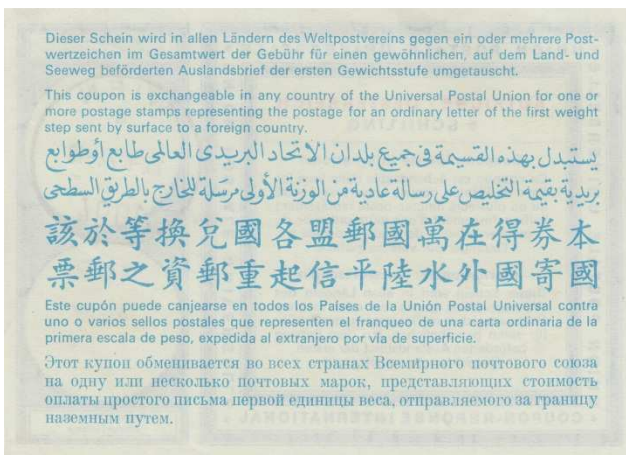 Dieser Schein wird in allen Ländern des Weltpostvereins gegen ein oder mehrere Post-
wertzeichen im Gesamtwert der Gebühr für einen gewöhnlichen, auf dem Land- und
Seeweg beförderten Auslandsbrief der ersten Gewichtsstufe umgetauscht.
This coupon is exchangeable in any country of the Universal Postal Union for one or
more postage stamps representing the postage for an ordinary letter of the first weight
step sent by surface to a foreign country.
يستبدل بهذه القسيمة فى جميع بلدان الاتحاد البريدى العالمى طابع أوطوابع
بريدية بقيمة التخليص على رسالة عادية من الوزنة الأولى مرسلة للخارج بالطريق السطحى
該於等換兌國各盟郵國萬在得券本
票郵之資郵重起信平陸水外國寄國
Este cupón puede canjearse en todos los Países de la Unión Postal Universal contra
uno o varios sellos postales que representen el franqueo de una carta ordinaria de la
primera escala de peso, expedida al extranjero por vía de superficie.
Этот купон обменивается во всех странах Всемирного почтового союза
на одну или несколько почтовых марок, представляющих стоимость
оплаты простого письма первой единицы веса, отправляемого за границу
наземным путем.
COUPON-RÉPONSE INTERNATIONAL